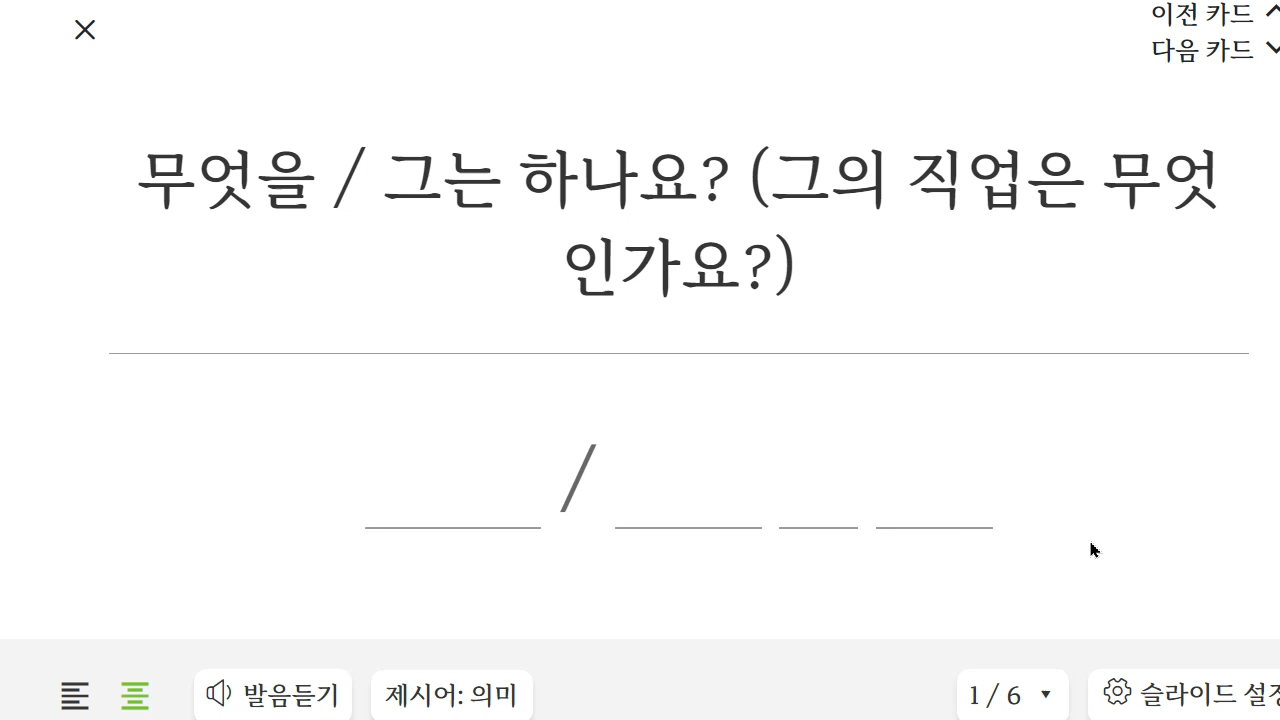 이전 카드
다음 카드
무엇을 / 그는 하나요? (그의 직업은 무엇
인가요?)
/
발음듣기
제시어: 의미
1 / 6
슬라이드 설정